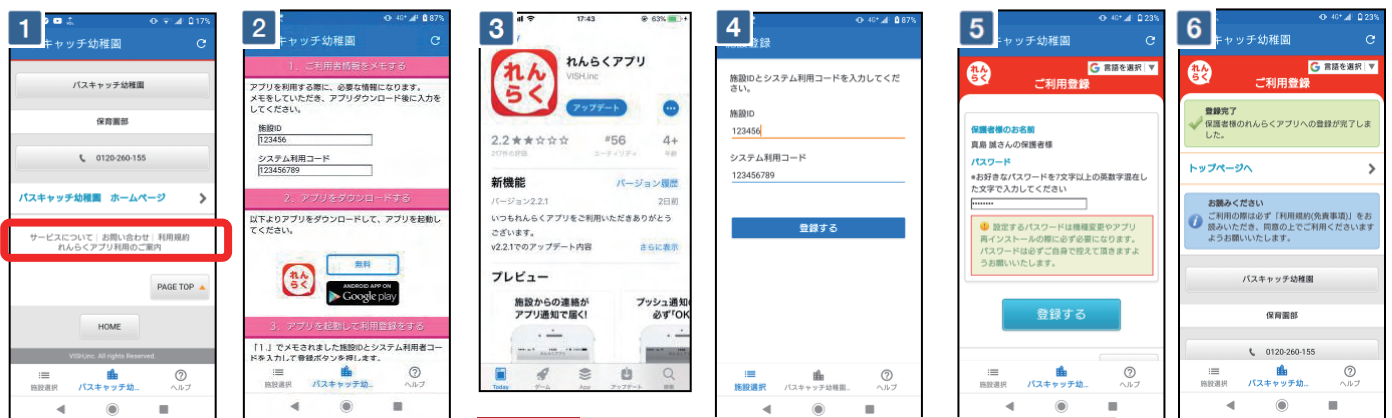 1
17%
キャッチ幼稚園
バスキャッチ幼稚園
保育園部
0120-260-155
バスキャッチ幼稚園 ホームページ
サービスについて | お問い合わせ | 利用規約
れんらくアプリ利用のご案内
PAGE TOP
HOME
VISH,inc. All rights Reserved.
施設選択
バスキャッチ幼...
ヘルプ
2
4G+
87%
キャッチ幼稚園
1、ご利用者情報をメモする
アプリを利用する際に、必要な情報になります。
メモをしていただき、アプリダウンロード後に入力を
してください。
施設ID
123456
システム利用コード
123456789
2、アプリをダウンロードする
以下よりアプリをダウンロードして、アプリを起動し
てください。
れん
らく
無料
ANDROID APP ON
Google play
3、アプリを起動して利用登録をする
「1.」でメモされました施設IDとシステム利用者コー
ドを入力して登録ボタンを押します。
施設選択
バスキャッチ幼...
ヘルプ
3
17:43
63%
れん
らく
れんらくアプリ
VISH.inc
アップデート
2.2★★☆☆☆
#56
4+
217件の評価
ユーティリティ
年齢
新機能
バージョン履歴
バージョン2.2.1
2日前
いつもれんらくアプリをご利用いただきありがとう
ございます。
v2.2.1でのアップデート内容
さらに表示
プレビュー
施設からの連絡が
アプリ通知で届く!
プッシュ通知
必ず「OK
Today
ゲーム
App
アップデート
検索
4
4G+
87%
登録
施設IDとシステム利用コードを入力してくだ
さい。
施設ID
123456
システム利用コード
123456789
登録する
施設選択
バスキャッチ幼稚園...
ヘルプ
5
4G+
23%
キャッチ幼稚園
れん
らく
G 言語を選択 ▼
ご利用登録
保護者様のお名前
真島 誠さんの保護者様
パスワード
*お好きなパスワードを7文字以上の英数字混在し
た文字で入力してください
········
設定するパスワードは機種変更やアプリ
再インストールの際に必ず必要になります。
パスワードは必ずご自身で控えて頂きますよ
うお願いいたします。
登録する
施設選択
バスキャッチ幼...
ヘルプ
6
4G+
23%
キャッチ幼稚園
れん
らく
G 言語を選択 ▼
ご利用登録
登録完了
保護者様のれんらくアプリへの登録が完了しま
した。
トップページへ
お読みください
ご利用の際は必ず「利用規約(免責事項)」をお
読みいただき、同意の上でご利用くださいます
ようお願いいたします。
バスキャッチ幼稚園
保育園部
0120-260-155
施設選択
バスキャッチ幼...
ヘルプ